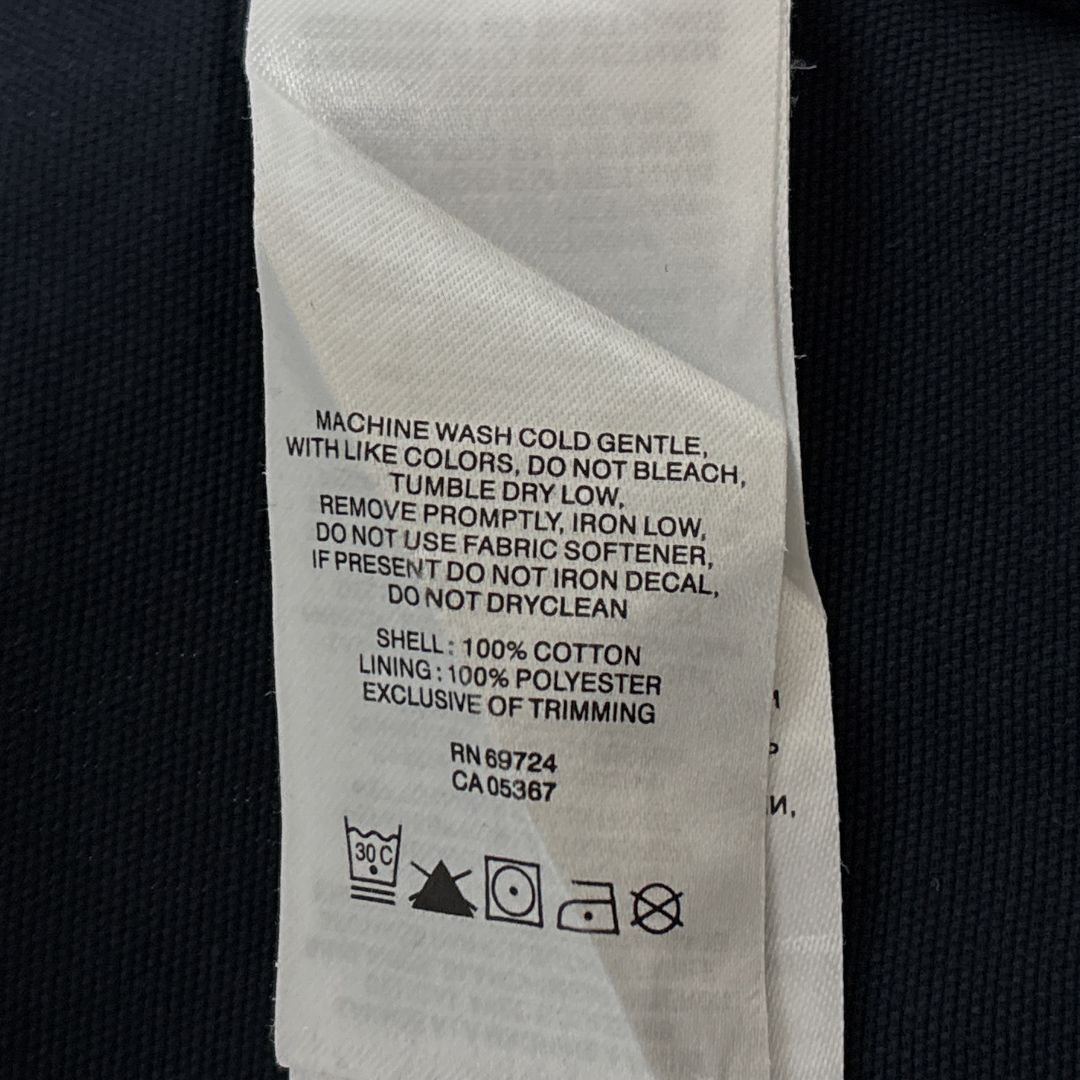 MACHINE WASH COLD GENTLE,
WITH LIKE COLORS, DO NOT BLEACH,
TUMBLE DRY LOW,
REMOVE PROMPTLY, IRON LOW,
DO NOT USE FABRIC SOFTENER,
IF PRESENT DO NOT IRON DECAL,
DO NOT DRYCLEAN
SHELL: 100% COTTON
LINING: 100% POLYESTER
EXCLUSIVE OF TRIMMING
RN 69724
CA 05367
30 C